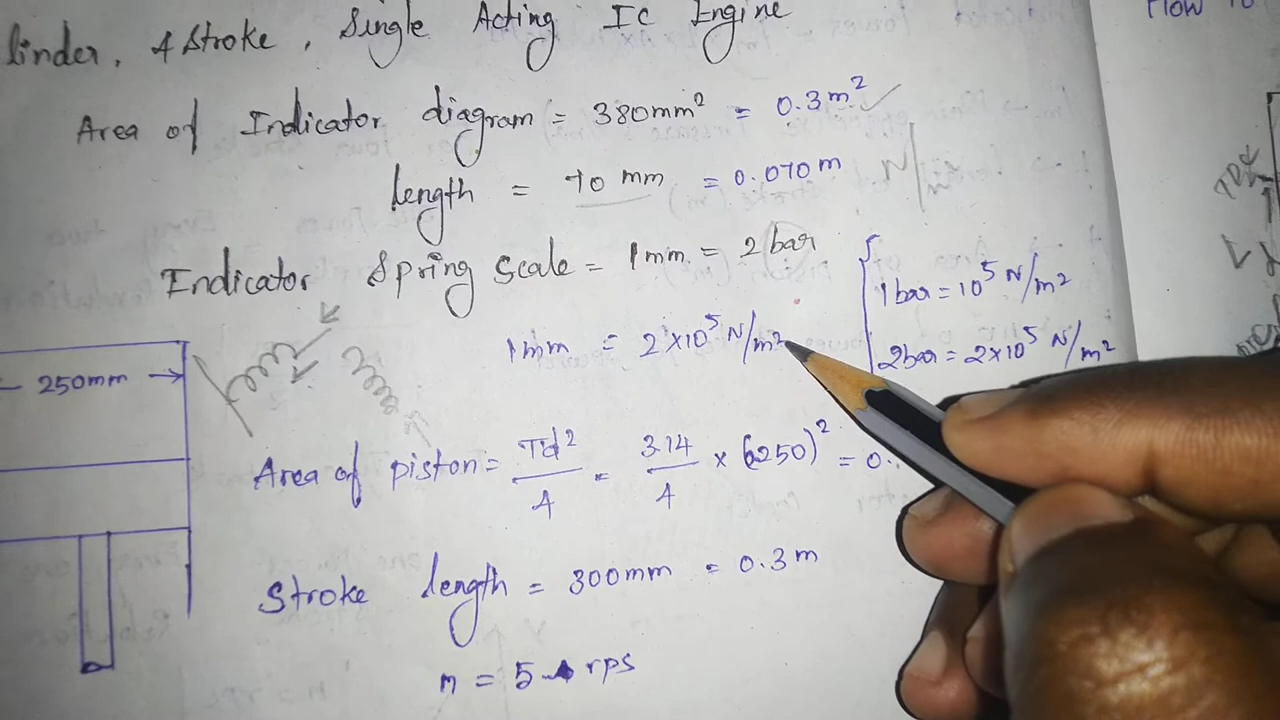 linder, 4 Stroke, Single Acting Ic Engine
Flow
Area of Indicator diagram = 380mm² = 0.3m²
length = 70 mm = 0.070 m
N/m
Indicator Spring Scale = 1mm = 2 bar
1 bar = 10⁵ N/m²
1mm = 2×10⁵ N/m²
2bar = 2×10⁵ N/m²
250mm
Area of piston = πd²/4 = 3.14/4 × (250)² = 0.
Stroke length = 300mm = 0.3 m
n = 5 rps